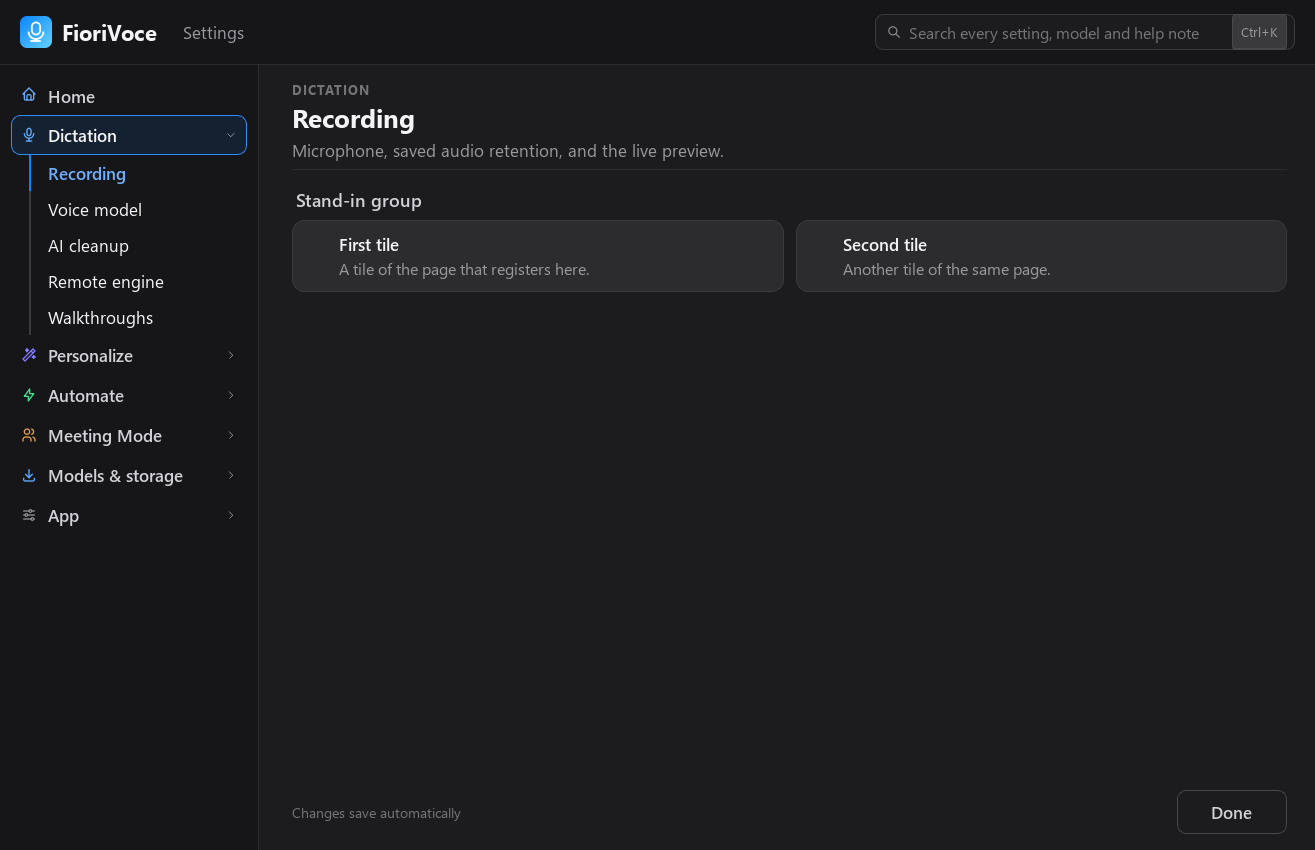 FioriVoce
Settings
Search every setting, model and help note
Ctrl+K
Home
Dictation
Recording
Voice model
AI cleanup
Remote engine
Walkthroughs
Personalize
Automate
Meeting Mode
Models & storage
App
DICTATION
Recording
Microphone, saved audio retention, and the live preview.
Stand-in group
First tile
A tile of the page that registers here.
Second tile
Another tile of the same page.
Changes save automatically
Done